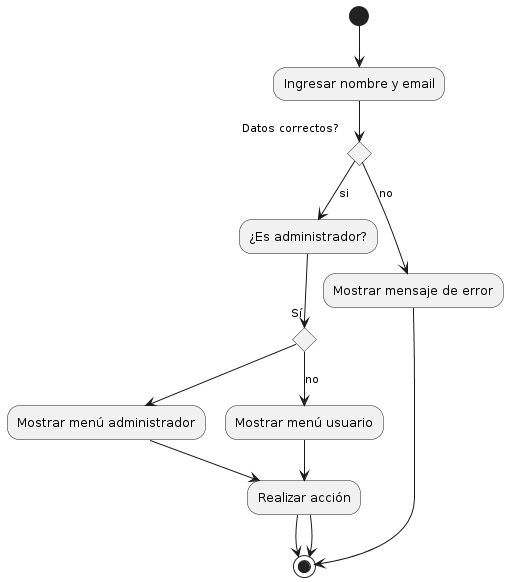 Ingresar nombre y email
Datos correctos?
si
no
¿Es administrador?
Mostrar mensaje de error
Sí
no
Mostrar menú administrador
Mostrar menú usuario
Realizar acción